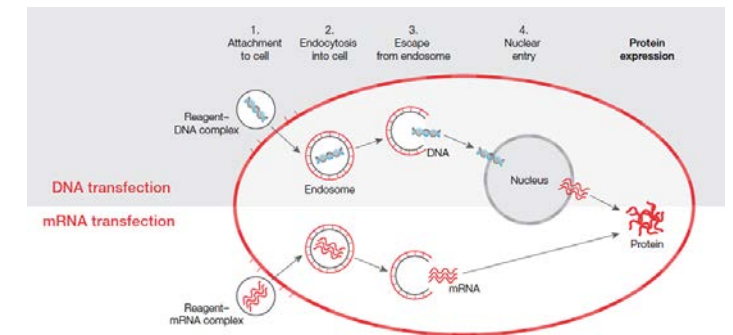 1.
Attachment
to cell
2.
Endocytosis
into cell
3.
Escape
from endosome
4.
Nuclear
entry
Protein
expression
Reagent–
DNA complex
DNA
Endosome
Nucleus
DNA transfection
mRNA transfection
Protein
mRNA
Reagent–
mRNA complex